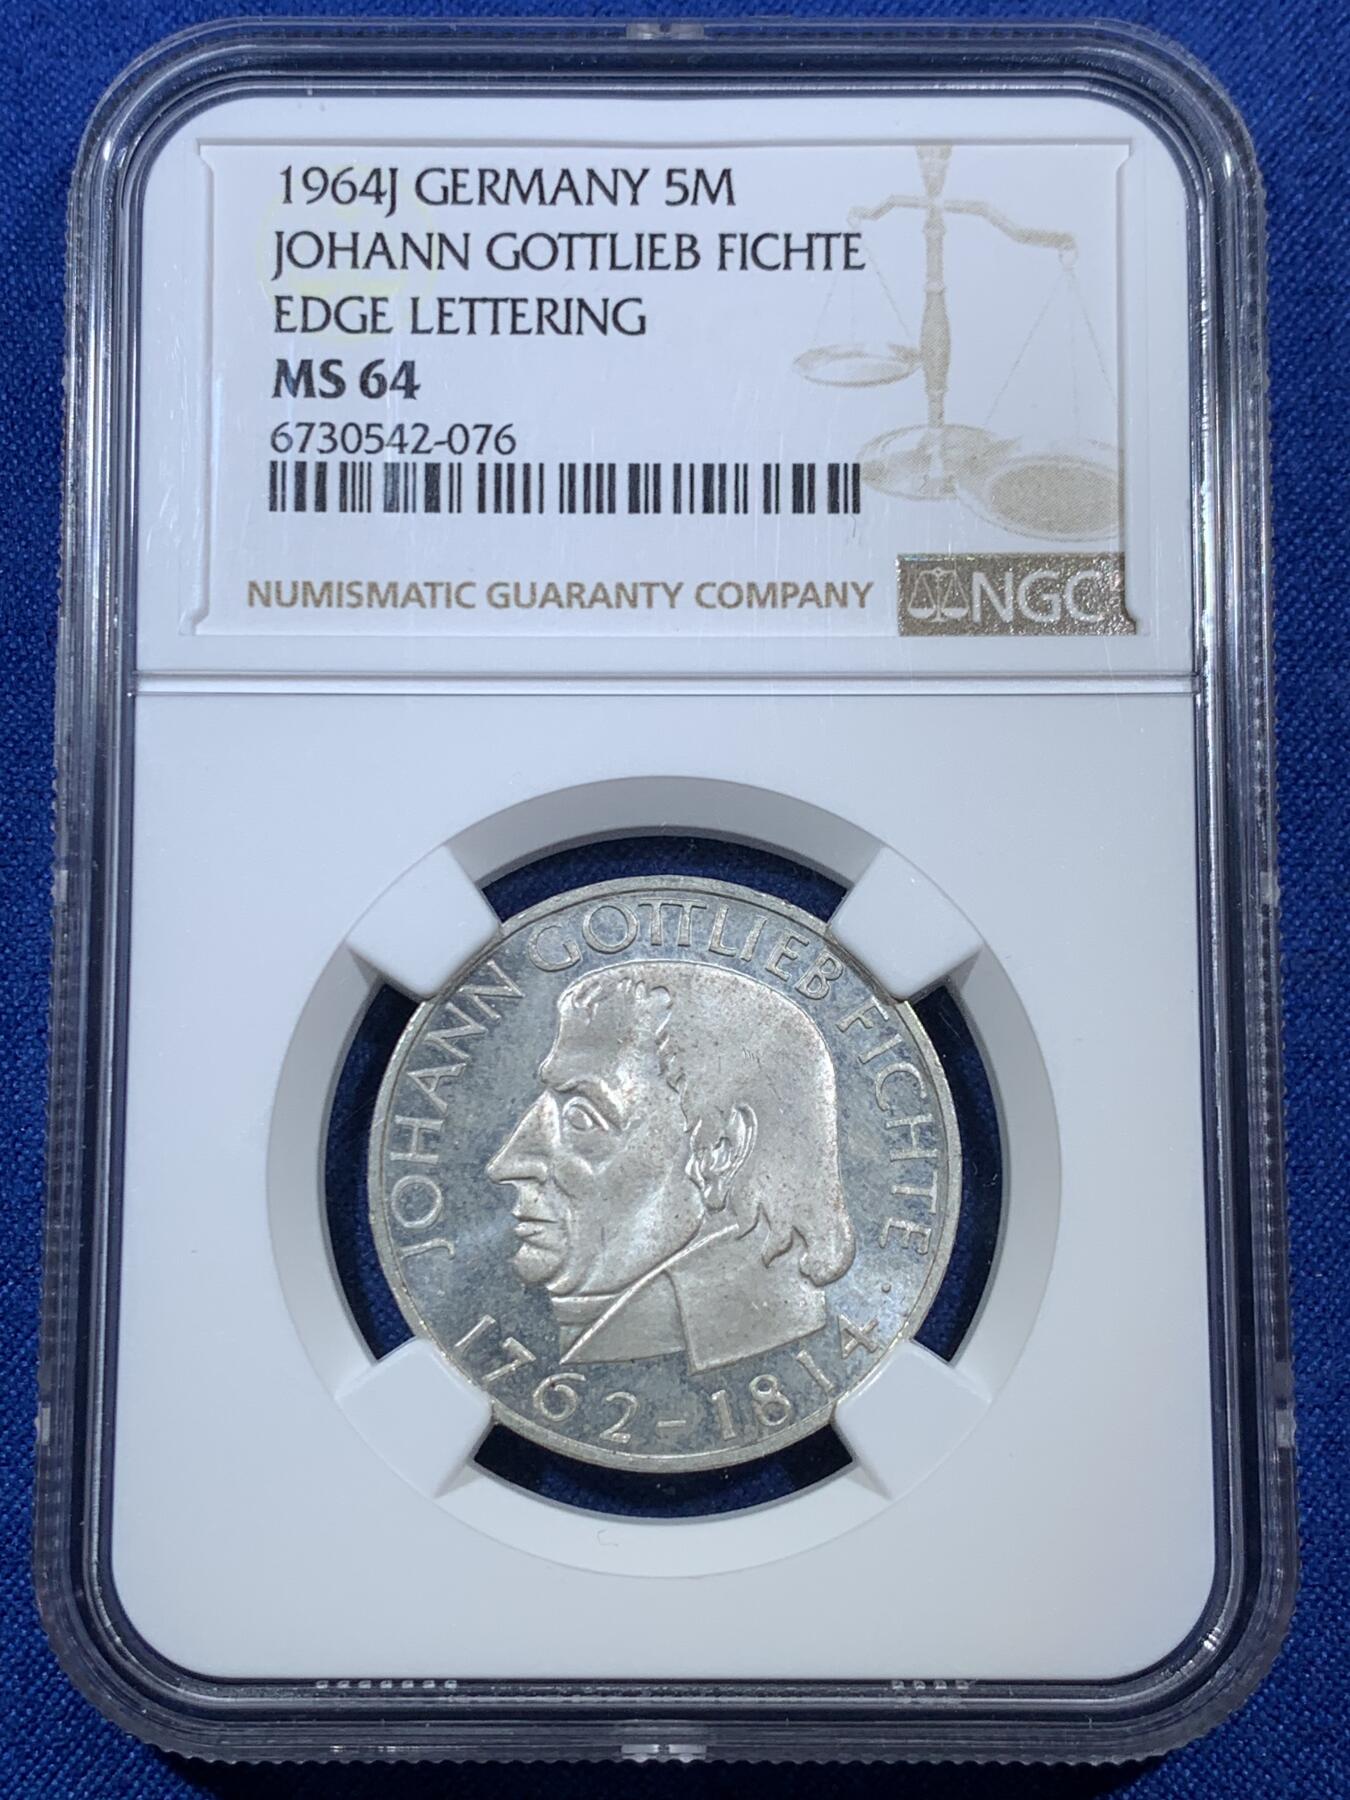 1964J GERMANY 5M
JOHANN GOTTLIEB FICHTE
EDGE LETTERING
MS 64
6730542-076
NUMISMATIC GUARANTY COMPANY
NGC
JOHANN GOTTLIEB FICHTE ·
1762-1814